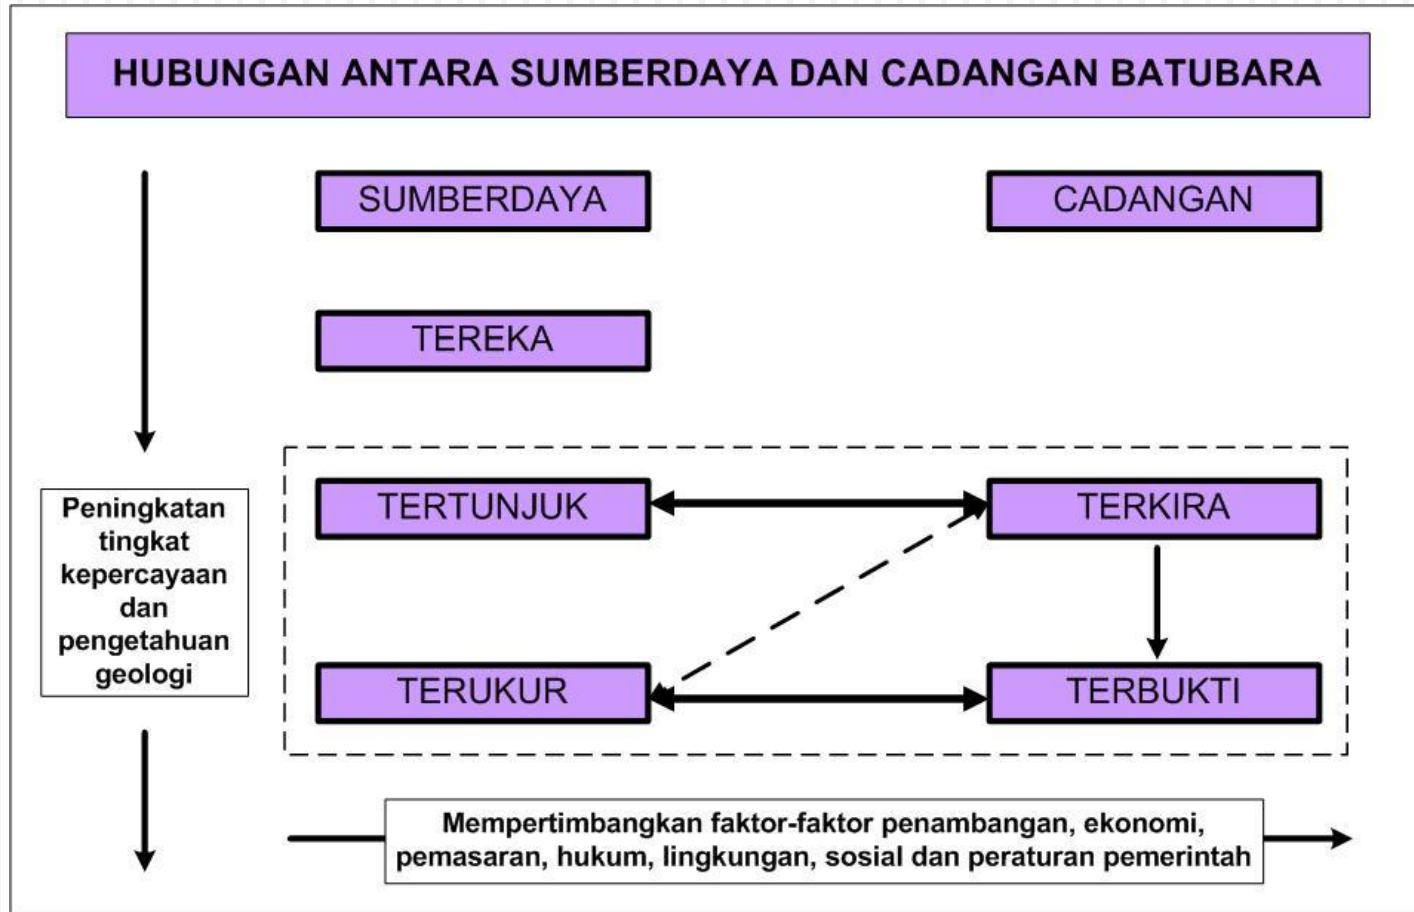 HUBUNGAN ANTARA SUMBERDAYA DAN CADANGAN BATUBARA
SUMBERDAYA
CADANGAN
TEREKA
TERTUNJUK
TERKIRA
Peningkatan
tingkat
kepercayaan
dan
pengetahuan
geologi
TERUKUR
TERBUKTI
Mempertimbangkan faktor-faktor penambangan, ekonomi,
pemasaran, hukum, lingkungan, sosial dan peraturan pemerintah